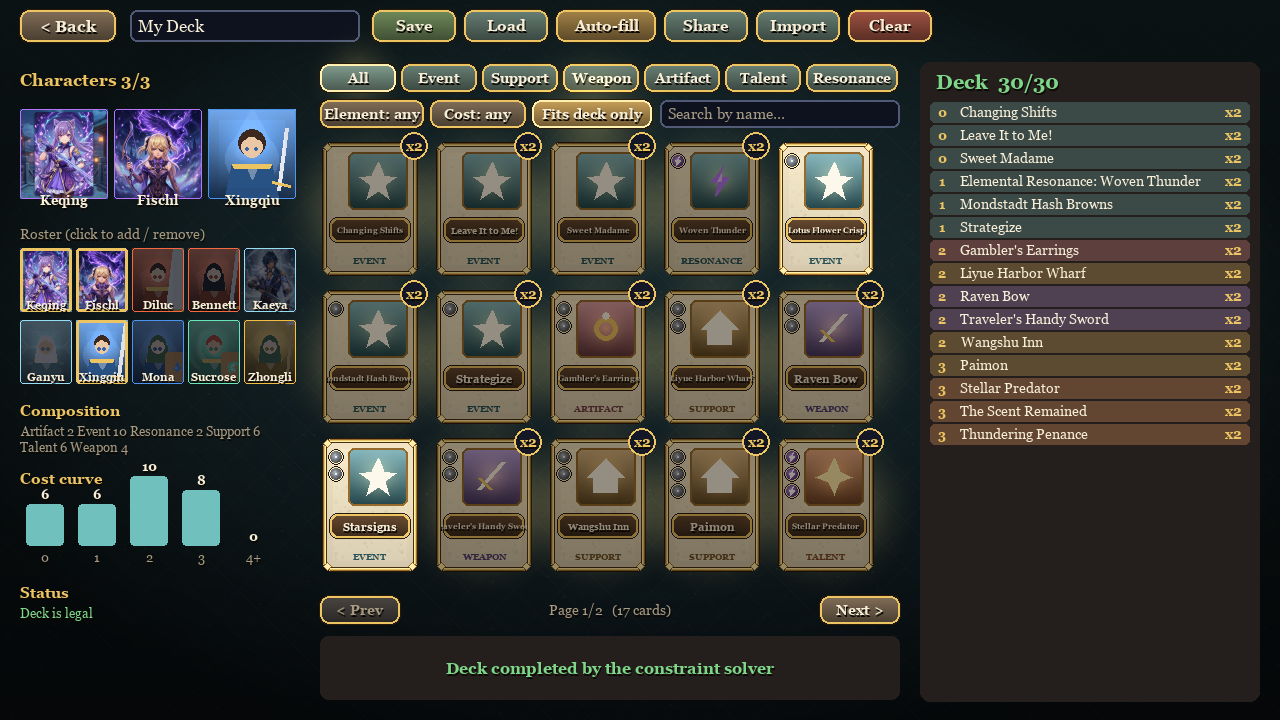 < Back
My Deck
Save
Load
Auto-fill
Share
Import
Clear
Characters 3/3
Keqing
Fischl
Xingqiu
Roster (click to add / remove)
Keqing
Fischl
Diluc
Bennett
Kaeya
Ganyu
Xingqiu
Mona
Sucrose
Zhongli
Composition
Artifact 2 Event 10 Resonance 2 Support 6
Talent 6 Weapon 4
Cost curve
6
6
10
8
0
0
1
2
3
4+
Status
Deck is legal
All
Event
Support
Weapon
Artifact
Talent
Resonance
Element: any
Cost: any
Fits deck only
Search by name...
x2
x2
x2
x2
Changing Shifts
Leave It to Me!
Sweet Madame
Woven Thunder
Lotus Flower Crisp
EVENT
EVENT
EVENT
RESONANCE
EVENT
x2
x2
x2
x2
x2
ondstadt Hash Brow
Strategize
Gambler's Earrings
Liyue Harbor Wharf
Raven Bow
EVENT
EVENT
ARTIFACT
SUPPORT
WEAPON
x2
x2
x2
x2
Starsigns
aveler's Handy Swo
Wangshu Inn
Paimon
Stellar Predator
EVENT
WEAPON
SUPPORT
SUPPORT
TALENT
< Prev
Page 1/2 (17 cards)
Next >
Deck completed by the constraint solver
Deck 30/30
0 Changing Shifts x2
0 Leave It to Me! x2
0 Sweet Madame x2
1 Elemental Resonance: Woven Thunder x2
1 Mondstadt Hash Browns x2
1 Strategize x2
2 Gambler's Earrings x2
2 Liyue Harbor Wharf x2
2 Raven Bow x2
2 Traveler's Handy Sword x2
2 Wangshu Inn x2
3 Paimon x2
3 Stellar Predator x2
3 The Scent Remained x2
3 Thundering Penance x2